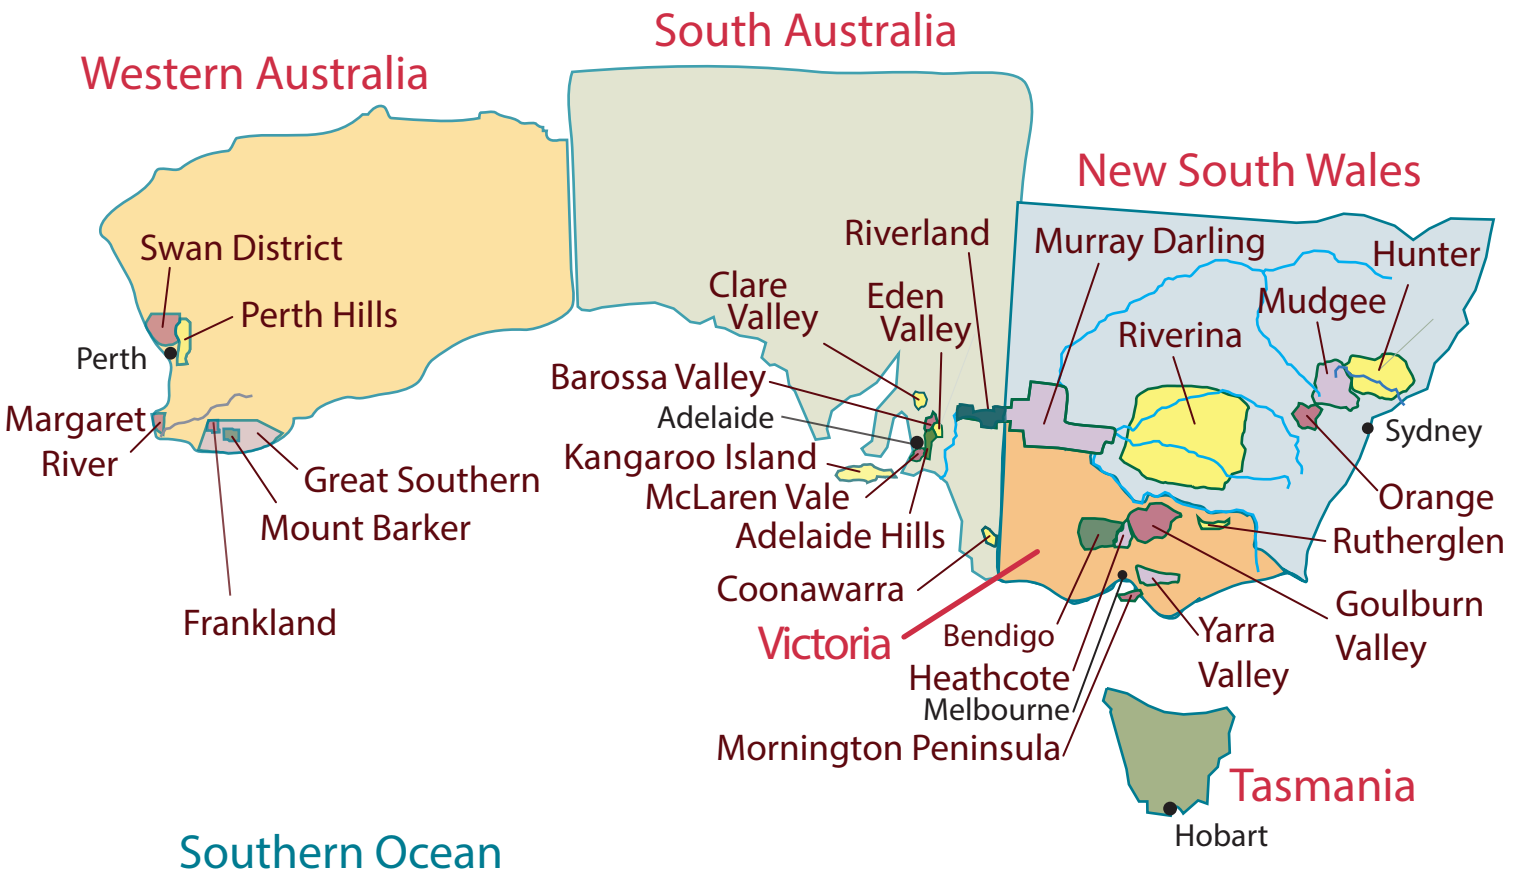 South Australia
Western Australia
New South Wales
Swan District
Perth Hills
Perth
Margaret
River
Great Southern
Mount Barker
Frankland
Riverland
Clare
Valley
Eden
Valley
Barossa Valley
Adelaide
Kangaroo Island
McLaren Vale
Adelaide Hills
Coonawarra
Murray Darling
Hunter
Mudgee
Riverina
Sydney
Orange
Rutherglen
Goulburn
Valley
Yarra
Valley
Victoria
Bendigo
Heathcote
Melbourne
Mornington Peninsula
Tasmania
Hobart
Southern Ocean